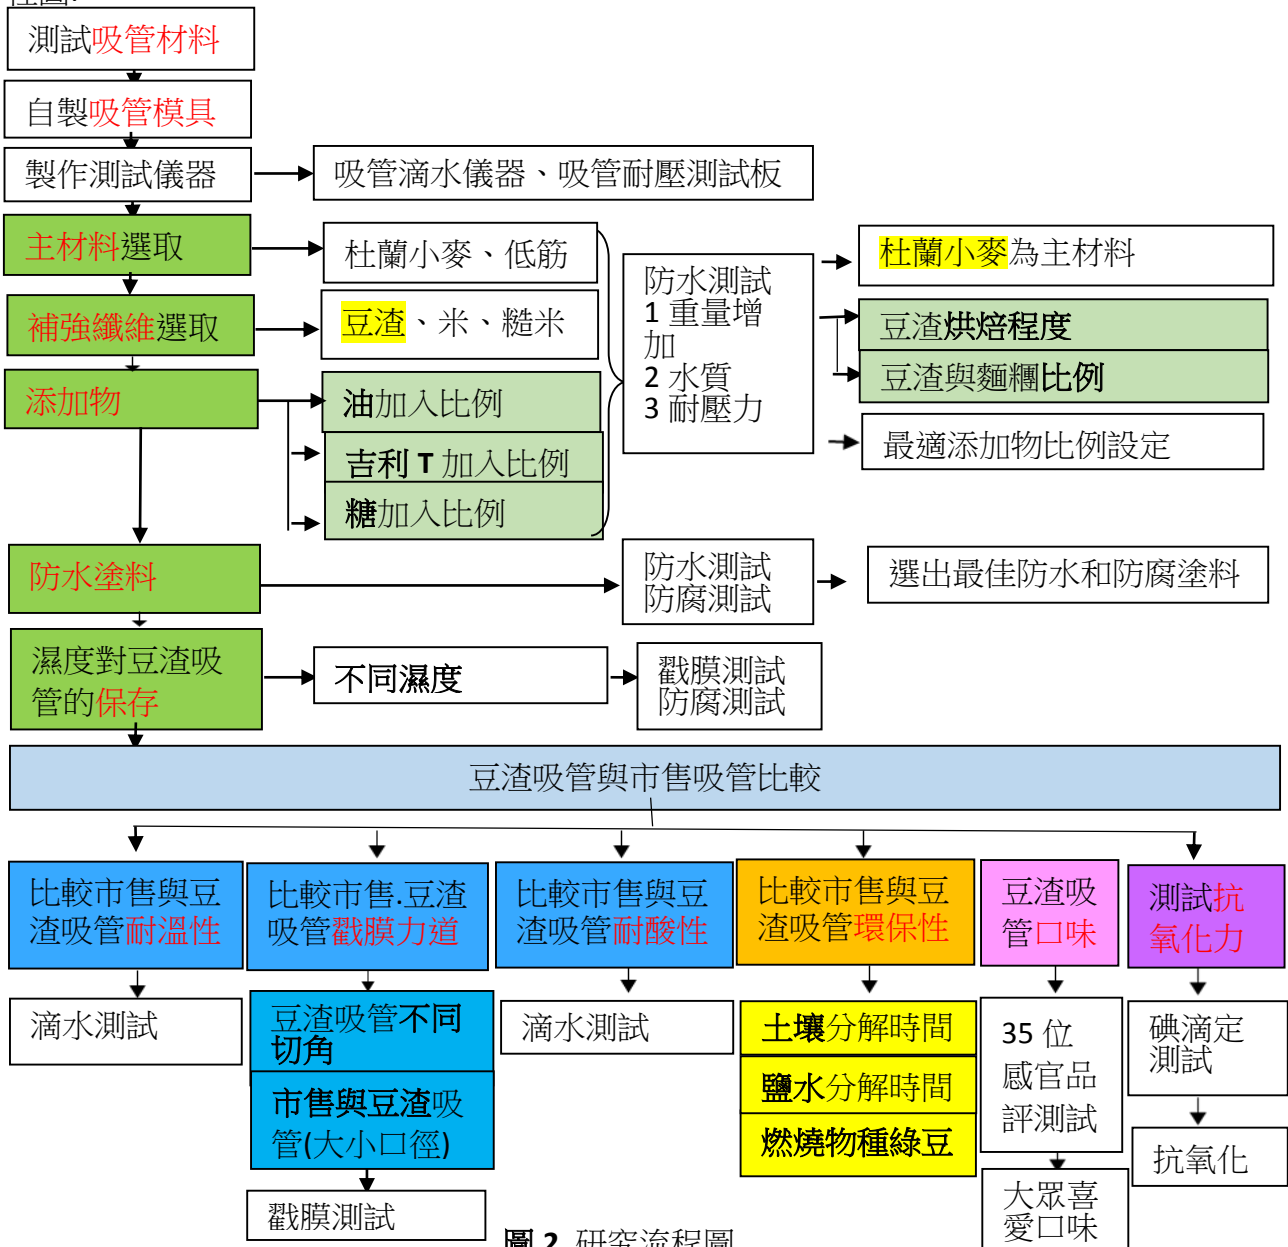 測試吸管材料
自製吸管模具
製作測試儀器
吸管滴水儀器、吸管耐壓測試板
主材料選取
杜蘭小麥、低筋
補強纖維選取
豆渣、米、糙米
添加物
油加入比例
吉利 T 加入比例
糖加入比例
防水測試
1 重量增
加
2 水質
3 耐壓力
杜蘭小麥為主材料
豆渣烘焙程度
豆渣與麵糰比例
最適添加物比例設定
防水塗料
防水測試
防腐測試
選出最佳防水和防腐塗料
濕度對豆渣吸
管的保存
不同濕度
戳膜測試
防腐測試
豆渣吸管與市售吸管比較
比較市售與豆
渣吸管耐溫性
滴水測試
比較市售.豆渣
吸管戳膜力道
豆渣吸管不同
切角
市售與豆渣吸
管(大小口徑)
戳膜測試
比較市售與豆
渣吸管耐酸性
滴水測試
比較市售與豆
渣吸管環保性
土壤分解時間
鹽水分解時間
燃燒物種綠豆
豆渣吸
管口味
35 位
感官品
評測試
大眾喜
愛口味
測試抗
氧化力
碘滴定
測試
抗氧化
圖 2 研究流程圖